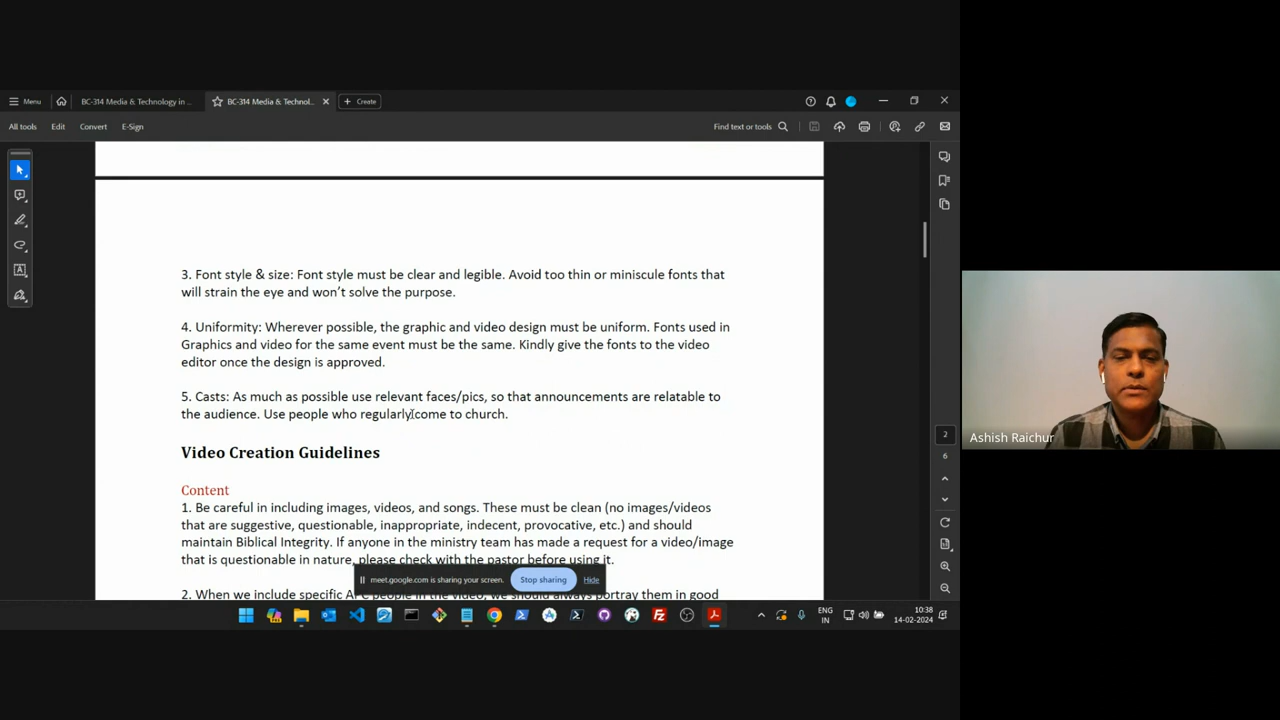 Menu
BC-314 Media & Technology in ...
BC-314 Media & Technol...
Create
All tools
Edit
Convert
E-Sign
Find text or tools
3. Font style & size: Font style must be clear and legible. Avoid too thin or miniscule fonts that
will strain the eye and won't solve the purpose.
4. Uniformity: Wherever possible, the graphic and video design must be uniform. Fonts used in
Graphics and video for the same event must be the same. Kindly give the fonts to the video
editor once the design is approved.
5. Casts: As much as possible use relevant faces/pics, so that announcements are relatable to
the audience. Use people who regularly come to church.
Video Creation Guidelines
Content
1. Be careful in including images, videos, and songs. These must be clean (no images/videos
that are suggestive, questionable, inappropriate, indecent, provocative, etc.) and should
maintain Biblical Integrity. If anyone in the ministry team has made a request for a video/image
that is questionable in nature, please check with the pastor before using it.
2. When we include specific people in the video, we should always portray them in good
meet.google.com is sharing your screen.
Stop sharing
Hide
2
6
Ashish Raichur
ENG
IN
10:38
14-02-2024